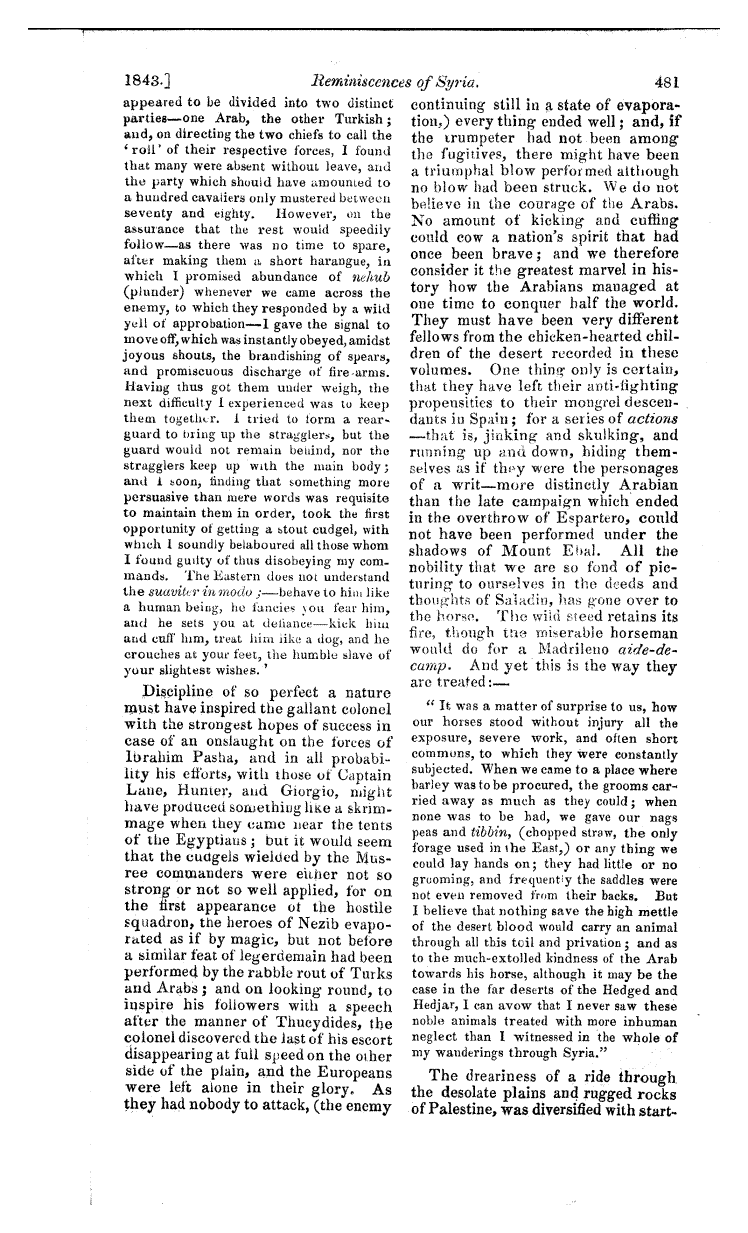 1843.] Reminiscences of Syria. 481
appeared to be divided into two distinct
parties—one Arab, the other Turkish;
and, on directing the two chiefs to call the
‘roll’ of their respective forces, I found
that many were absent without leave, and
the party which should have amounted to
a hundred cavaliers only mustered between
seventy and eighty. However, on the
assurance that the rest would speedily
follow—as there was no time to spare,
after making them a short harangue, in
which I promised abundance of nehub
(plunder) whenever we came across the
enemy, to which they responded by a wild
yell of approbation—I gave the signal to
move off, which was instantly obeyed, amidst
joyous shouts, the brandishing of spears,
and promiscuous discharge of fire-arms.
Having thus got them under weigh, the
next difficulty I experienced was to keep
them together. I tried to form a rear-
guard to bring up the stragglers, but the
guard would not remain behind, nor the
stragglers keep up with the main body;
and I soon, finding that something more
persuasive than mere words was requisite
to maintain them in order, took the first
opportunity of getting a stout cudgel, with
which I soundly belaboured all those whom
I found guilty of thus disobeying my com-
mands. The Eastern does not understand
the suaviter in modo;—behave to him like
a human being, he fancies you fear him,
and he sets you at defiance—kick him
and cuff him, treat him like a dog, and he
crouches at your feet, the humble slave of
your slightest wishes.’
Discipline of so perfect a nature
must have inspired the gallant colonel
with the strongest hopes of success in
case of an onslaught on the forces of
Ibrahim Pasha, and in all probabi-
lity his efforts, with those of Captain
Lane, Hunter, and Giorgio, might
have produced something like a skrim-
mage when they came near the tents
of the Egyptians; but it would seem
that the cudgels wielded by the Mus-
ree commanders were either not so
strong or not so well applied, for on
the first appearance of the hostile
squadron, the heroes of Nezib evapo-
rated as if by magic, but not before
a similar feat of legerdemain had been
performed by the rabble rout of Turks
and Arabs; and on looking round, to
inspire his followers with a speech
after the manner of Thucydides, the
colonel discovered the last of his escort
disappearing at full speed on the other
side of the plain, and the Europeans
were left alone in their glory. As
they had nobody to attack, (the enemy
continuing still in a state of evapora-
tion,) every thing ended well; and, if
the trumpeter had not been among
the fugitives, there might have been
a triumphal blow performed although
no blow had been struck. We do not
believe in the courage of the Arabs.
No amount of kicking and cuffing
could cow a nation's spirit that had
once been brave; and we therefore
consider it the greatest marvel in his-
tory how the Arabians managed at
one time to conquer half the world.
They must have been very different
fellows from the chicken-hearted chil-
dren of the desert recorded in these
volumes. One thing only is certain,
that they have left their anti-fighting
propensities to their mongrel descen-
dants in Spain; for a series of actions
—that is, jinking and skulking, and
running up and down, hiding them-
selves as if they were the personages
of a writ—more distinctly Arabian
than the late campaign which ended
in the overthrow of Espartero, could
not have been performed under the
shadows of Mount Ebal. All the
nobility that we are so fond of pic-
turing to ourselves in the deeds and
thoughts of Saladin, has gone over to
the horse. The wild steed retains its
fire, though the miserable horseman
would do for a Madrileno aide-de-
camp. And yet this is the way they
are treated:—
“It was a matter of surprise to us, how
our horses stood without injury all the
exposure, severe work, and often short
commons, to which they were constantly
subjected. When we came to a place where
barley was to be procured, the grooms car-
ried away as much as they could; when
none was to be had, we gave our nags
peas and tibbin, (chopped straw, the only
forage used in the East,) or any thing we
could lay hands on; they had little or no
grooming, and frequently the saddles were
not even removed from their backs. But
I believe that nothing save the high mettle
of the desert blood would carry an animal
through all this toil and privation; and as
to the much-extolled kindness of the Arab
towards his horse, although it may be the
case in the far deserts of the Hedged and
Hedjar, I can avow that I never saw these
noble animals treated with more inhuman
neglect than I witnessed in the whole of
my wanderings through Syria.”
The dreariness of a ride through
the desolate plains and rugged rocks
of Palestine, was diversified with start-